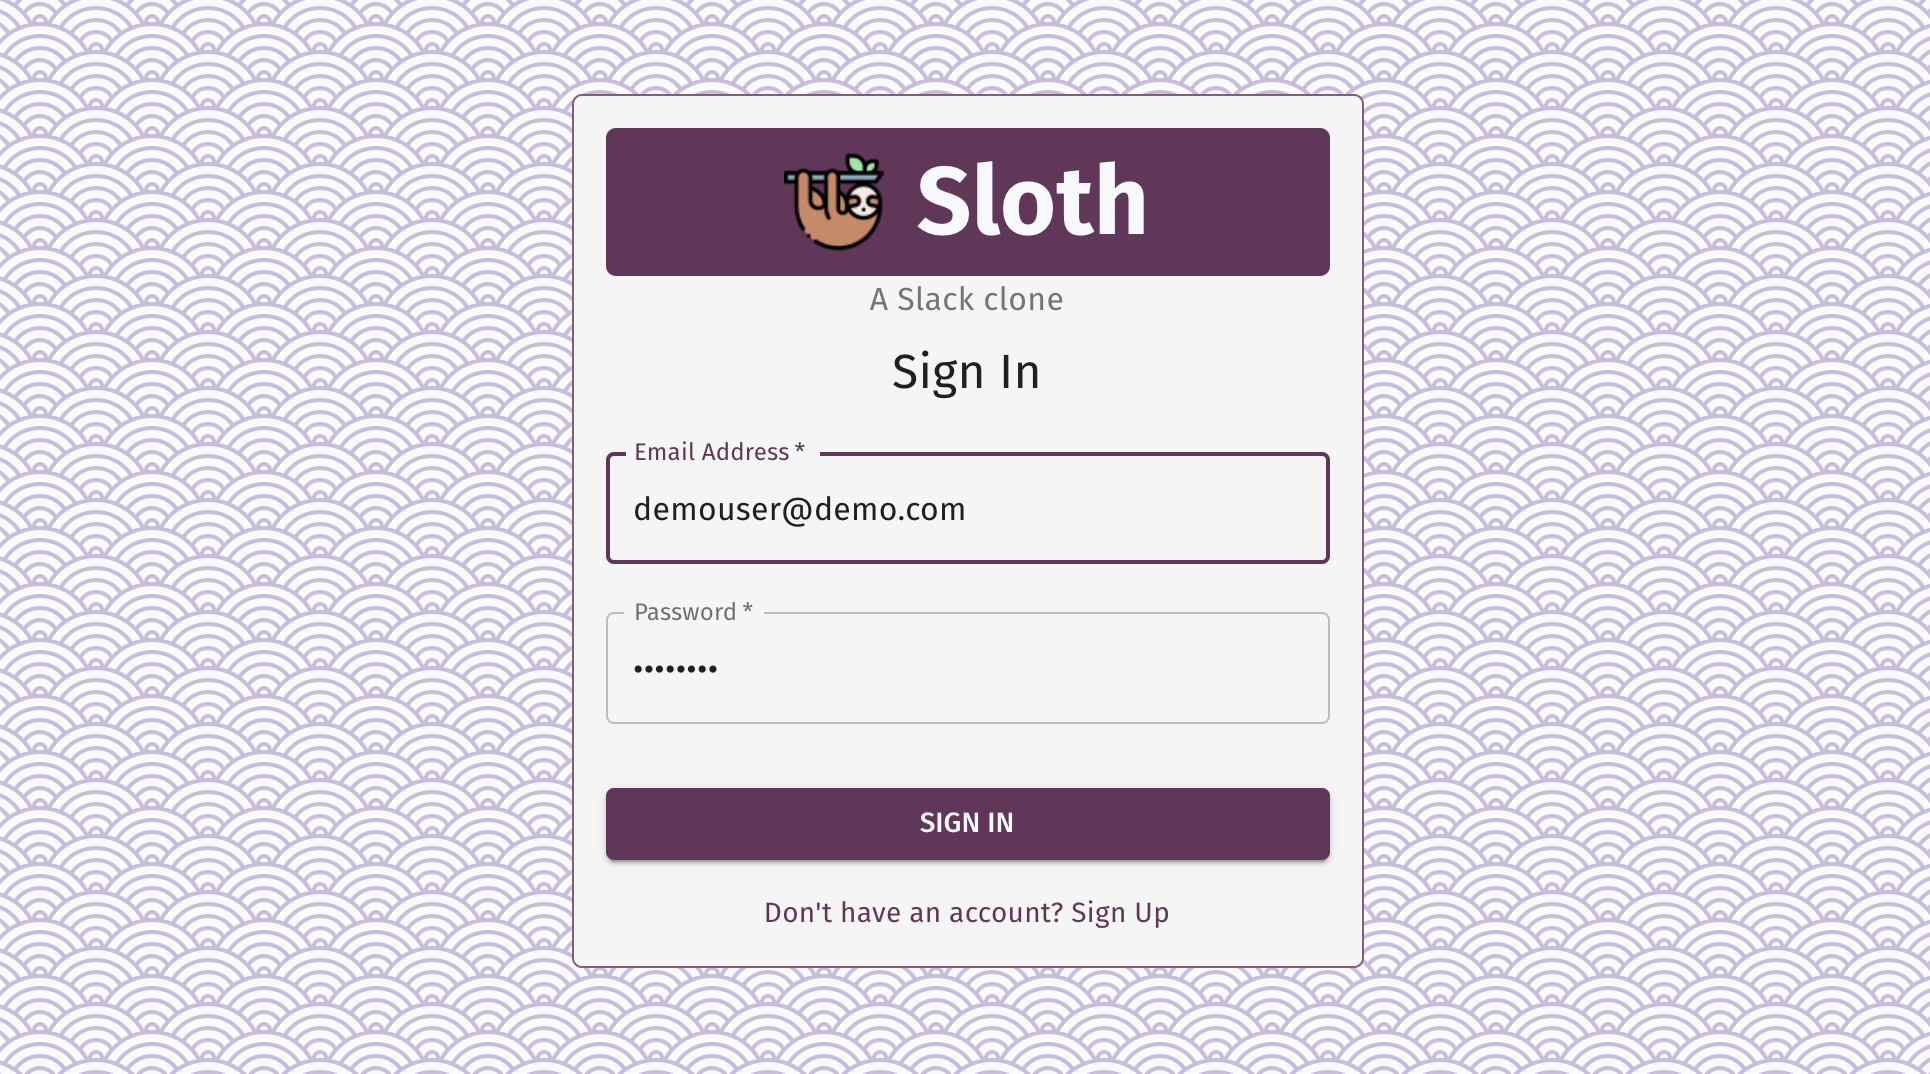 Sloth
A Slack clone
Sign In
Email Address *
demouser@demo.com
Password *
••••••••
SIGN IN
Don't have an account? Sign Up